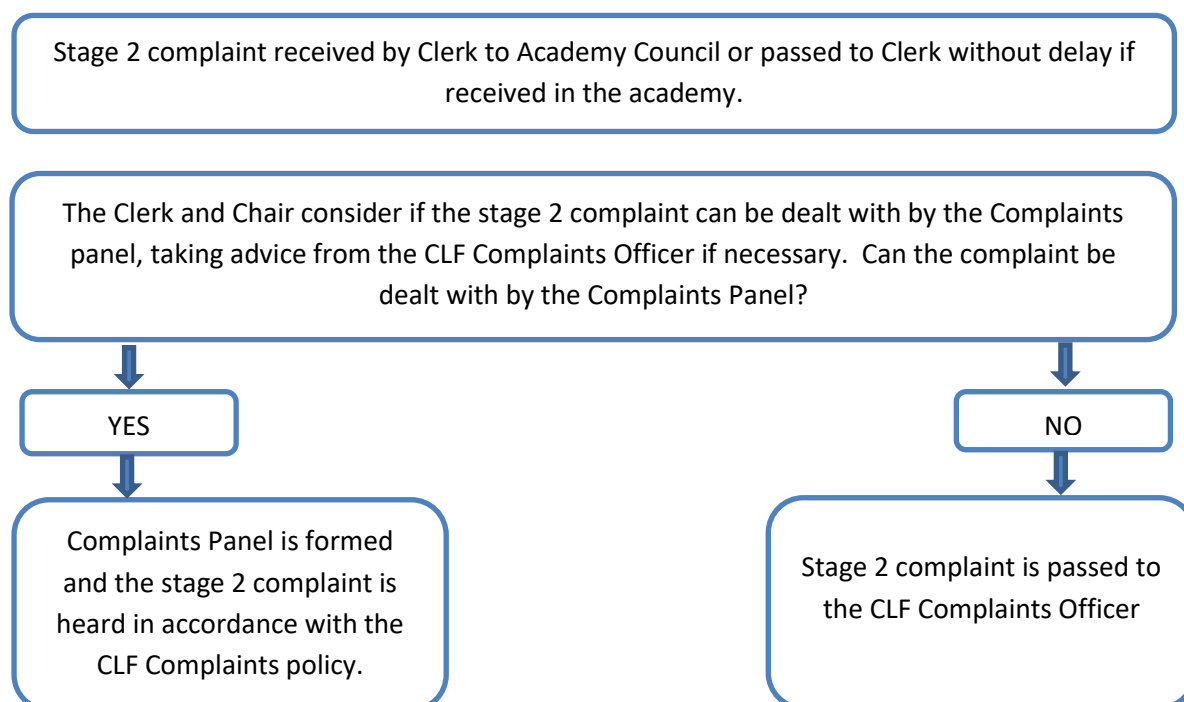 Stage 2 complaint received by Clerk to Academy Council or passed to Clerk without delay if
received in the academy.
The Clerk and Chair consider if the stage 2 complaint can be dealt with by the Complaints
panel, taking advice from the CLF Complaints Officer if necessary.  Can the complaint be
dealt with by the Complaints Panel?
YES
NO
Complaints Panel is formed
and the stage 2 complaint is
heard in accordance with the
CLF Complaints policy.
Stage 2 complaint is passed to
the CLF Complaints Officer